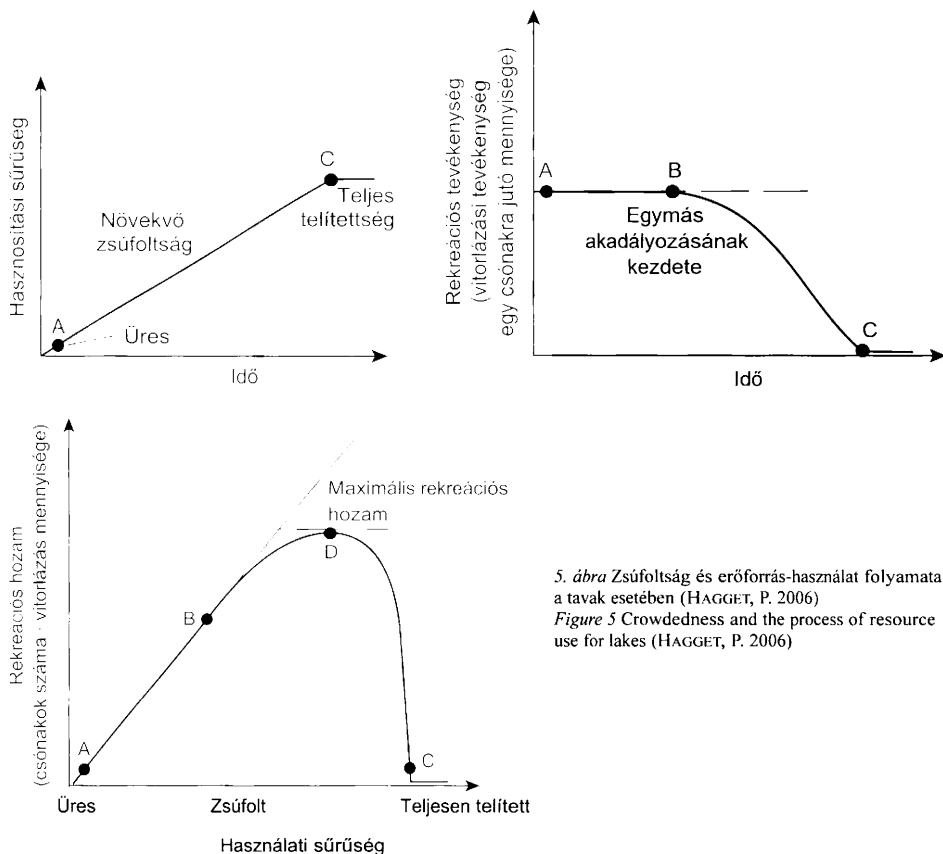 Hasznosítási sűrűseg
Növekvő
zsúfoltság
C
Teljes
telítettség
A
Üres
Idő
Rekreációs tevékenység
(vitorlázási tevékenység
egy csónakra jutó mennyisége)
A
B
Egymás
akadályozásának
kezdete
C
Idő
Rekreációs hozam
(csónakok száma · vitorlázás mennyisége)
Maximális rekreációs
hozam
D
B
A
C
Üres
Zsúfolt
Teljesen telített
Használati sűrűség
5. ábra Zsúfoltság és erőforrás-használat folyamata
a tavak esetében (HAGGET, P. 2006)
Figure 5 Crowdedness and the process of resource
use for lakes (HAGGET, P. 2006)